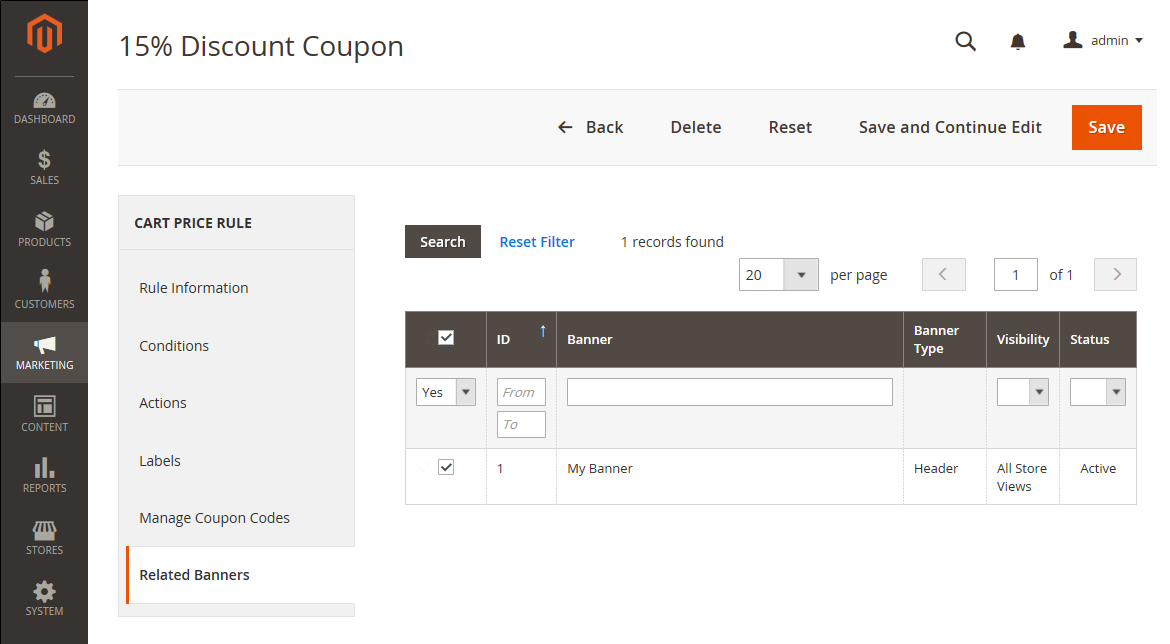 15% Discount Coupon
admin
Back Delete Reset Save and Continue Edit Save
DASHBOARD
SALES
PRODUCTS
CUSTOMERS
MARKETING
CONTENT
REPORTS
STORES
SYSTEM
CART PRICE RULE
Rule Information
Conditions
Actions
Labels
Manage Coupon Codes
Related Banners
Search Reset Filter 1 records found
20 per page 1 of 1
ID ↑ Banner Banner Type Visibility Status
Yes From
To
1 My Banner Header All Store Views Active